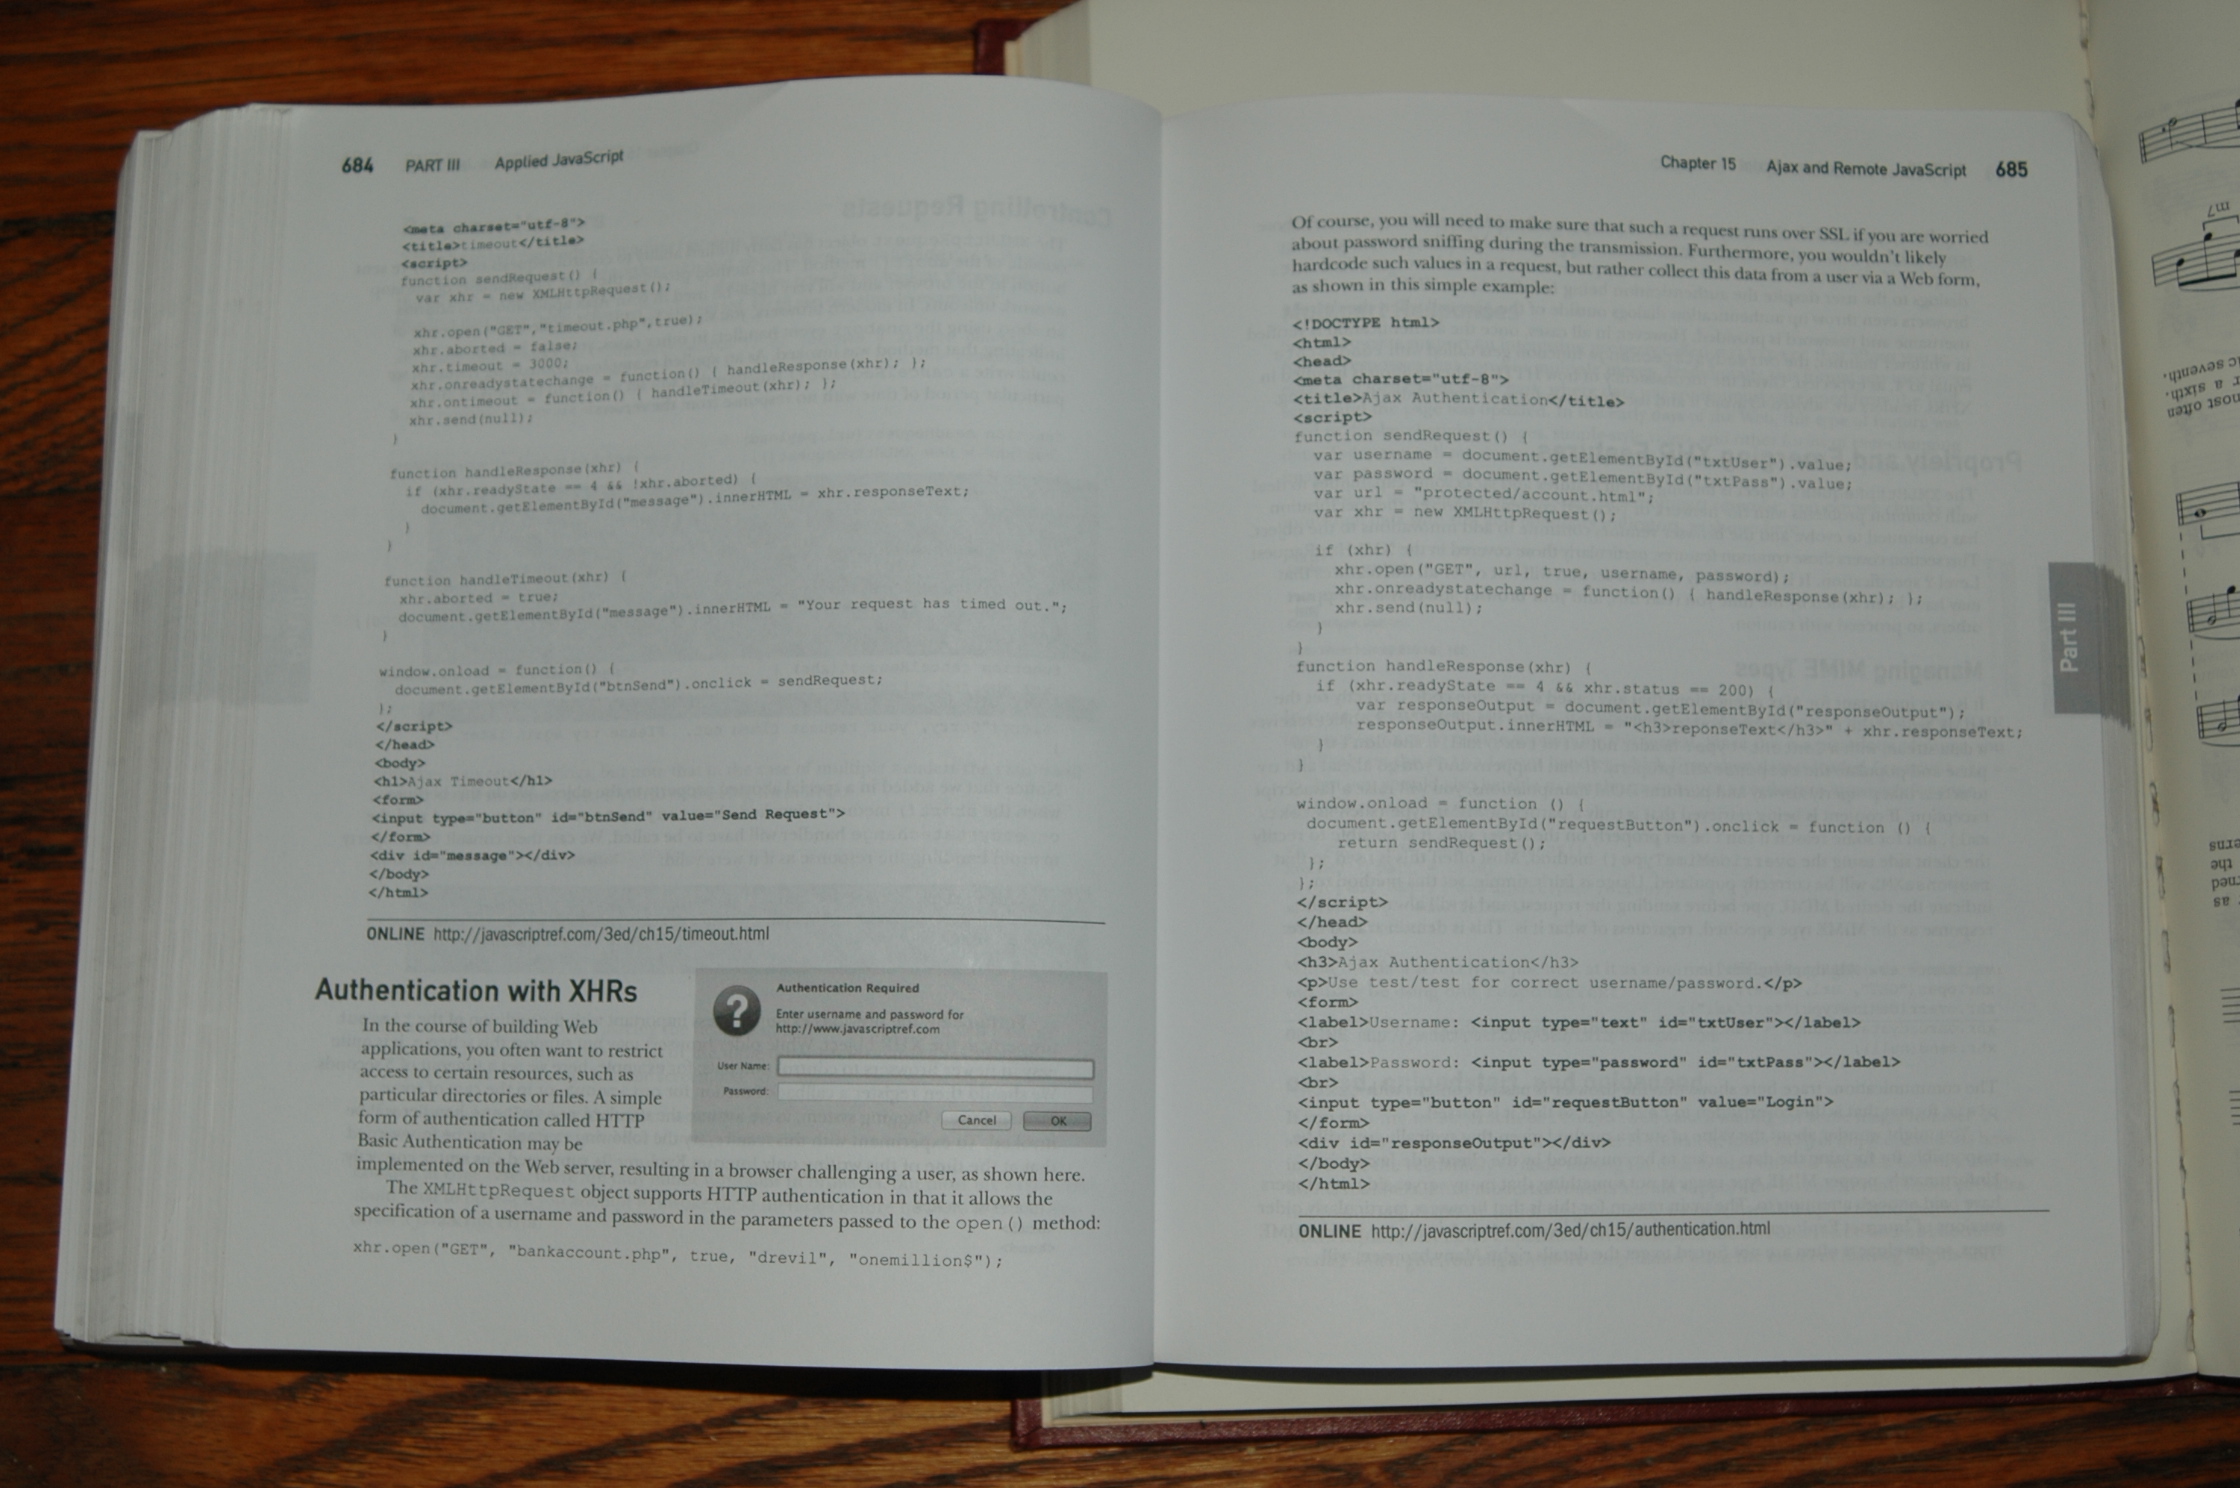 684 PART III Applied JavaScript
<meta charset="utf-8">
<title>timeout</title>
<script>
function sendRequest() {
var xhr = new XMLHttpRequest();
xhr.open("GET","timeout.php",true);
xhr.aborted = false;
xhr.timeout = 3000;
xhr.onreadystatechange = function() { handleResponse(xhr); };
xhr.ontimeout = function() { handleTimeout(xhr); };
xhr.send(null);
}
function handleResponse(xhr) {
if (xhr.readyState == 4 && !xhr.aborted) {
document.getElementById("message").innerHTML = xhr.responseText;
}
}
function handleTimeout(xhr) {
xhr.aborted = true;
document.getElementById("message").innerHTML = "Your request has timed out.";
}
window.onload = function() {
document.getElementById("btnSend").onclick = sendRequest;
};
</script>
</head>
<body>
<h1>Ajax Timeout</h1>
<form>
<input type="button" id="btnSend" value="Send Request">
</form>
<div id="message"></div>
</body>
</html>
ONLINE http://javascriptref.com/3ed/ch15/timeout.html
Authentication with XHRs
In the course of building Web
applications, you often want to restrict
access to certain resources, such as
particular directories or files. A simple
form of authentication called HTTP
Basic Authentication may be
implemented on the Web server, resulting in a browser challenging a user, as shown here.
Authentication Required
Enter username and password for
http://www.javascriptref.com
User Name:
Password:
Cancel OK
The XMLHttpRequest object supports HTTP authentication in that it allows the
specification of a username and password in the parameters passed to the open() method:
xhr.open("GET", "bankaccount.php", true, "drevil", "onemillion$");
Chapter 15 Ajax and Remote JavaScript 685
Of course, you will need to make sure that such a request runs over SSL if you are worried
about password sniffing during the transmission. Furthermore, you wouldn't likely
hardcode such values in a request, but rather collect this data from a user via a Web form,
as shown in this simple example:
<!DOCTYPE html>
<html>
<head>
<meta charset="utf-8">
<title>Ajax Authentication</title>
<script>
function sendRequest() {
var username = document.getElementById("txtUser").value;
var password = document.getElementById("txtPass").value;
var url = "protected/account.html";
var xhr = new XMLHttpRequest();
if (xhr) {
xhr.open("GET", url, true, username, password);
xhr.onreadystatechange = function() { handleResponse(xhr); };
xhr.send(null);
}
}
function handleResponse(xhr) {
if (xhr.readyState == 4 && xhr.status == 200) {
var responseOutput = document.getElementById("responseOutput");
responseOutput.innerHTML = "<h3>reponseText</h3>" + xhr.responseText;
}
}
window.onload = function () {
document.getElementById("requestButton").onclick = function () {
return sendRequest();
};
};
</script>
</head>
<body>
<h3>Ajax Authentication</h3>
<p>Use test/test for correct username/password.</p>
<form>
<label>Username: <input type="text" id="txtUser"></label>
<br>
<label>Password: <input type="password" id="txtPass"></label>
<br>
<input type="button" id="requestButton" value="Login">
</form>
<div id="responseOutput"></div>
</body>
</html>
ONLINE http://javascriptref.com/3ed/ch15/authentication.html
Part III
most often
r a sixth.
seventh.
the
as